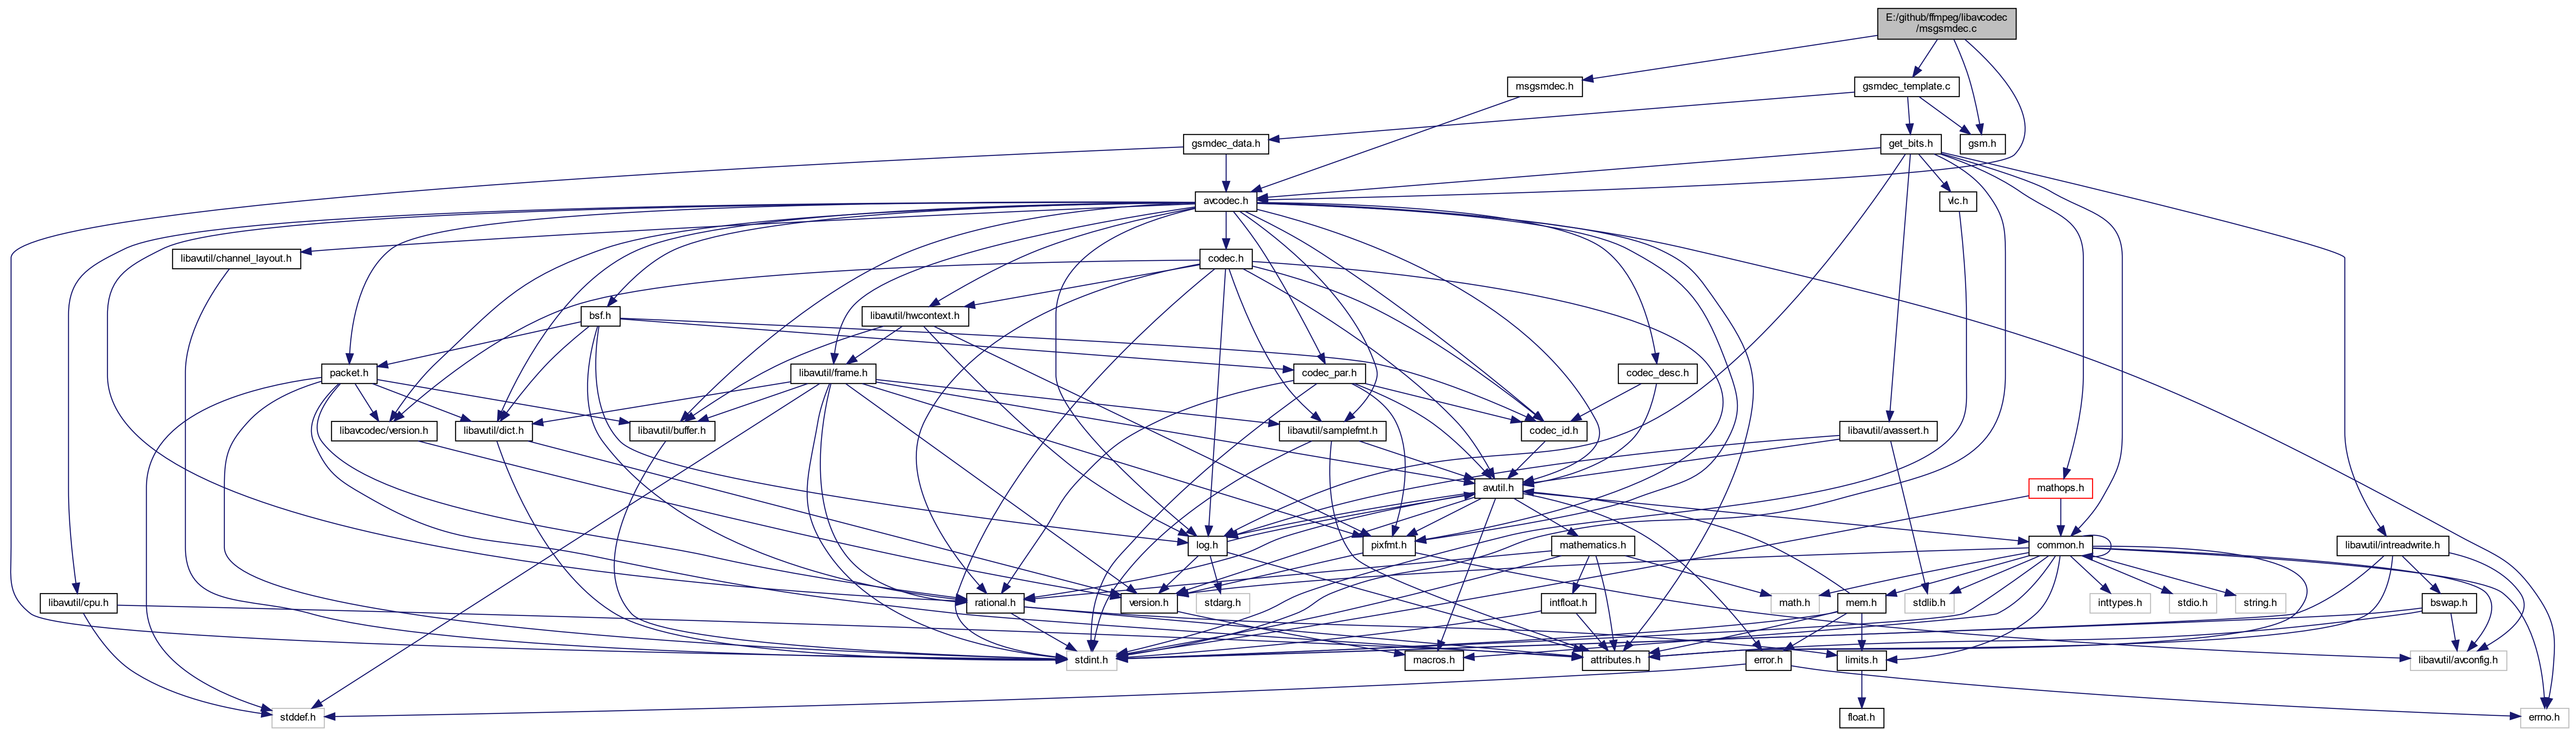 E:/github/ffmpeg/libavcodec
/msgsmdec.c
msgsmdec.h
gsmdec_template.c
gsmdec_data.h
get_bits.h
gsm.h
avcodec.h
vlc.h
libavutil/channel_layout.h
codec.h
bsf.h
libavutil/hwcontext.h
packet.h
libavutil/frame.h
codec_par.h
codec_desc.h
libavcodec/version.h
libavutil/dict.h
libavutil/buffer.h
libavutil/samplefmt.h
codec_id.h
libavutil/avassert.h
avutil.h
mathops.h
log.h
pixfmt.h
mathematics.h
common.h
libavutil/intreadwrite.h
libavutil/cpu.h
rational.h
version.h
stdarg.h
intfloat.h
math.h
mem.h
stdlib.h
inttypes.h
stdio.h
string.h
bswap.h
stdint.h
macros.h
attributes.h
error.h
limits.h
libavutil/avconfig.h
stddef.h
float.h
errno.h